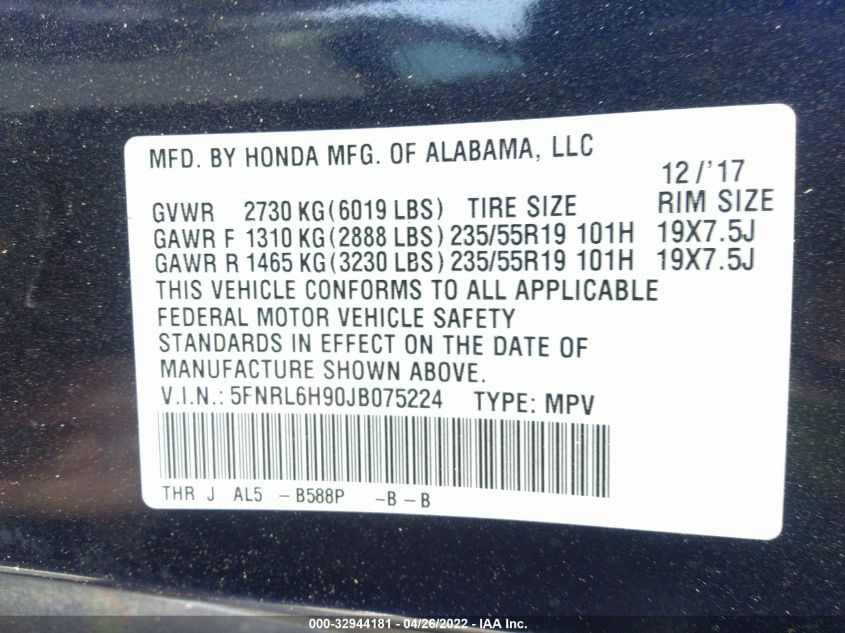 MFD. BY HONDA MFG. OF ALABAMA, LLC
12/'17
GVWR 2730 KG(6019 LBS) TIRE SIZE RIM SIZE
GAWR F 1310 KG(2888 LBS) 235/55R19 101H 19X7.5J
GAWR R 1465 KG(3230 LBS) 235/55R19 101H 19X7.5J
THIS VEHICLE CONFORMS TO ALL APPLICABLE
FEDERAL MOTOR VEHICLE SAFETY
STANDARDS IN EFFECT ON THE DATE OF
MANUFACTURE SHOWN ABOVE.
V.I.N.: 5FNRL6H90JB075224 TYPE: MPV
THR J AL5 -B588P -B-B
000-32944181 - 04/26/2022 - IAA Inc.